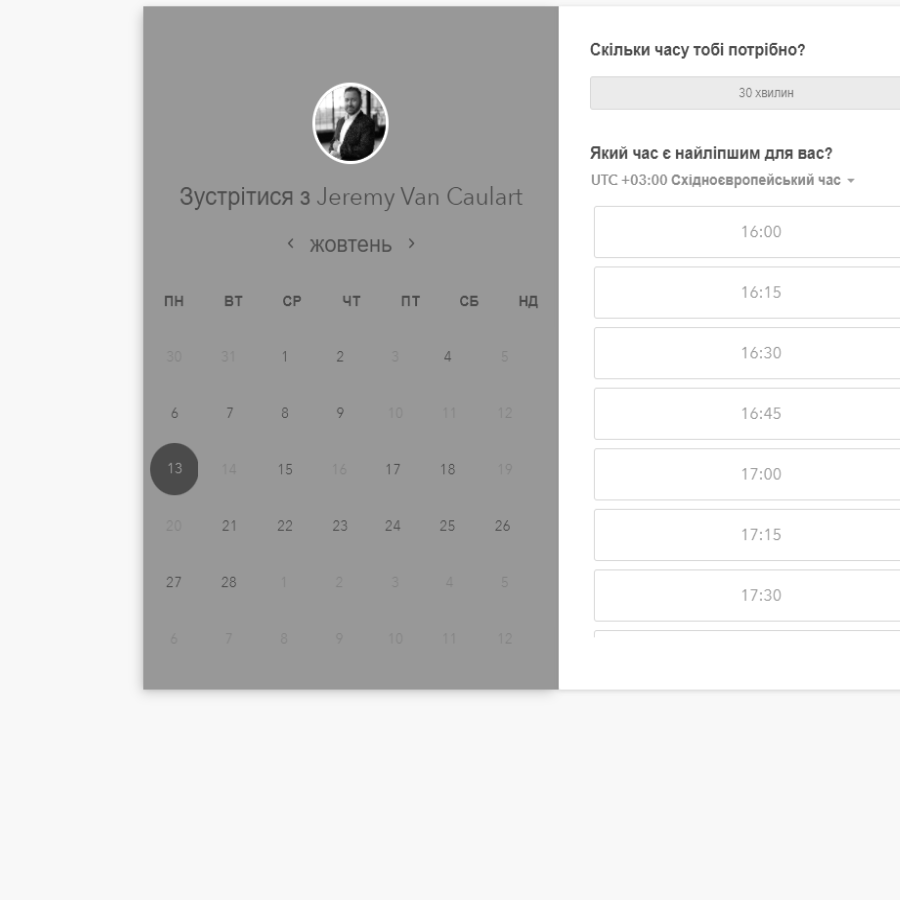 Зустрітися з Jeremy Van Caulart
жовтень
ПН ВТ СР ЧТ ПТ СБ НД
30 31 1 2 3 4 5
6 7 8 9 10 11 12
13 14 15 16 17 18 19
20 21 22 23 24 25 26
27 28 1 2 3 4 5
6 7 8 9 10 11 12
Скільки часу тобі потрібно?
30 хвилин
Який час є найліпшим для вас?
UTC +03:00 Східноєвропейський час
16:00
16:15
16:30
16:45
17:00
17:15
17:30